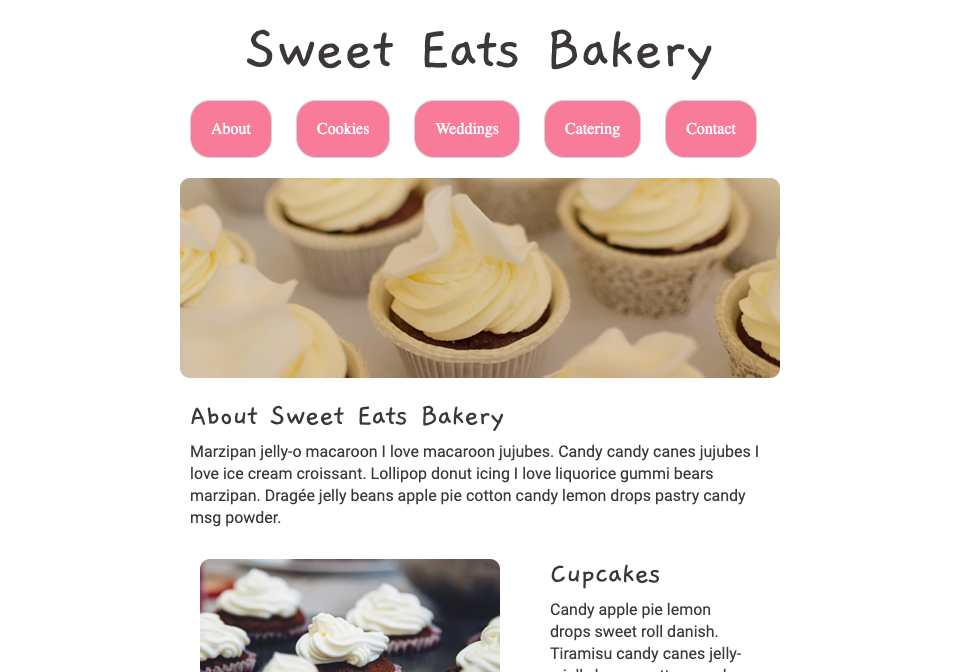 Sweet Eats Bakery
About Cookies Weddings Catering Contact
About Sweet Eats Bakery
Marzipan jelly-o macaroon I love macaroon jujubes. Candy candy canes jujubes I
love ice cream croissant. Lollipop donut icing I love liquorice gummi bears
marzipan. Dragée jelly beans apple pie cotton candy lemon drops pastry candy
msg powder.
Cupcakes
Candy apple pie lemon
drops sweet roll danish.
Tiramisu candy canes jelly-